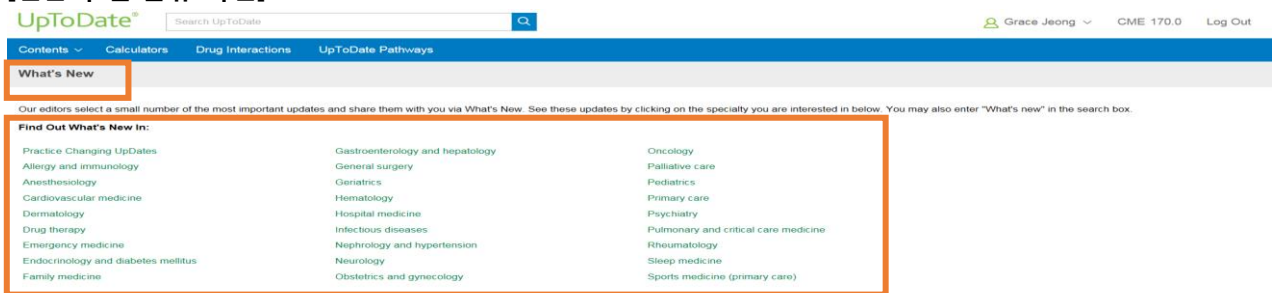 UpToDate®
Search UpToDate
Grace Jeong
CME 170.0
Log Out
Contents
Calculators
Drug Interactions
UpToDate Pathways
What's New
Our editors select a small number of the most important updates and share them with you via What's New. See these updates by clicking on the specialty you are interested in below. You may also enter "What's new" in the search box.
Find Out What's New In:
Practice Changing UpDates
Allergy and immunology
Anesthesiology
Cardiovascular medicine
Dermatology
Drug therapy
Emergency medicine
Endocrinology and diabetes mellitus
Family medicine
Gastroenterology and hepatology
General surgery
Geriatrics
Hematology
Hospital medicine
Infectious diseases
Nephrology and hypertension
Neurology
Obstetrics and gynecology
Oncology
Palliative care
Pediatrics
Primary care
Psychiatry
Pulmonary and critical care medicine
Rheumatology
Sleep medicine
Sports medicine (primary care)